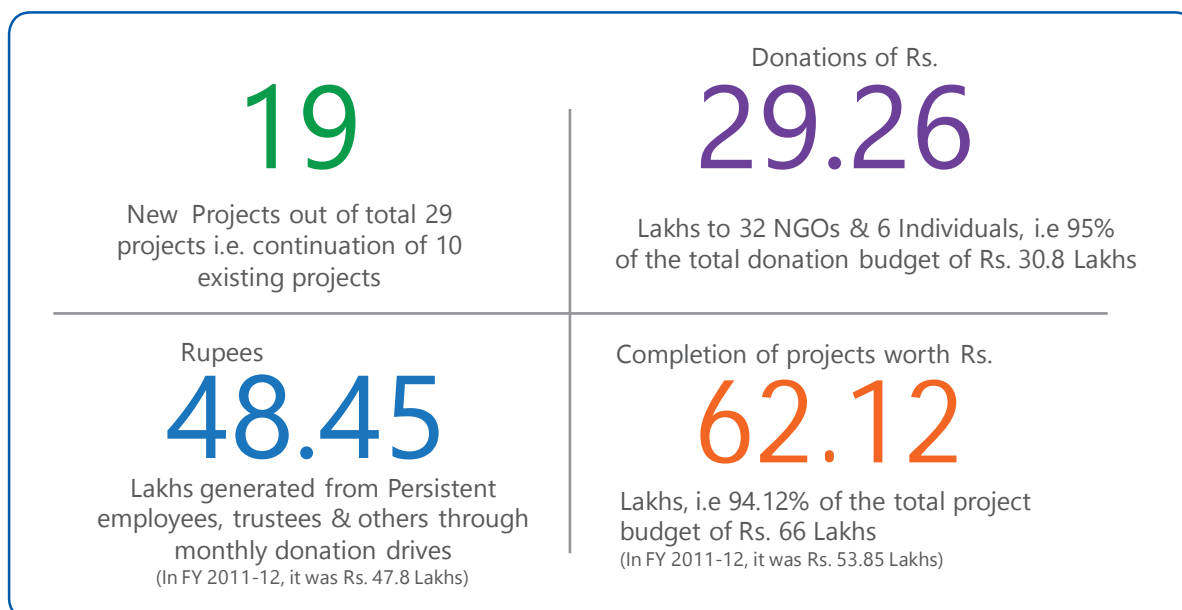 19
New Projects out of total 29
projects i.e. continuation of 10
existing projects
Donations of Rs.
29.26
Lakhs to 32 NGOs & 6 Individuals, i.e 95%
of the total donation budget of Rs. 30.8 Lakhs
Rupees
48.45
Lakhs generated from Persistent
employees, trustees & others through
monthly donation drives
(In FY 2011-12, it was Rs. 47.8 Lakhs)
Completion of projects worth Rs.
62.12
Lakhs, i.e 94.12% of the total project
budget of Rs. 66 Lakhs
(In FY 2011-12, it was Rs. 53.85 Lakhs)